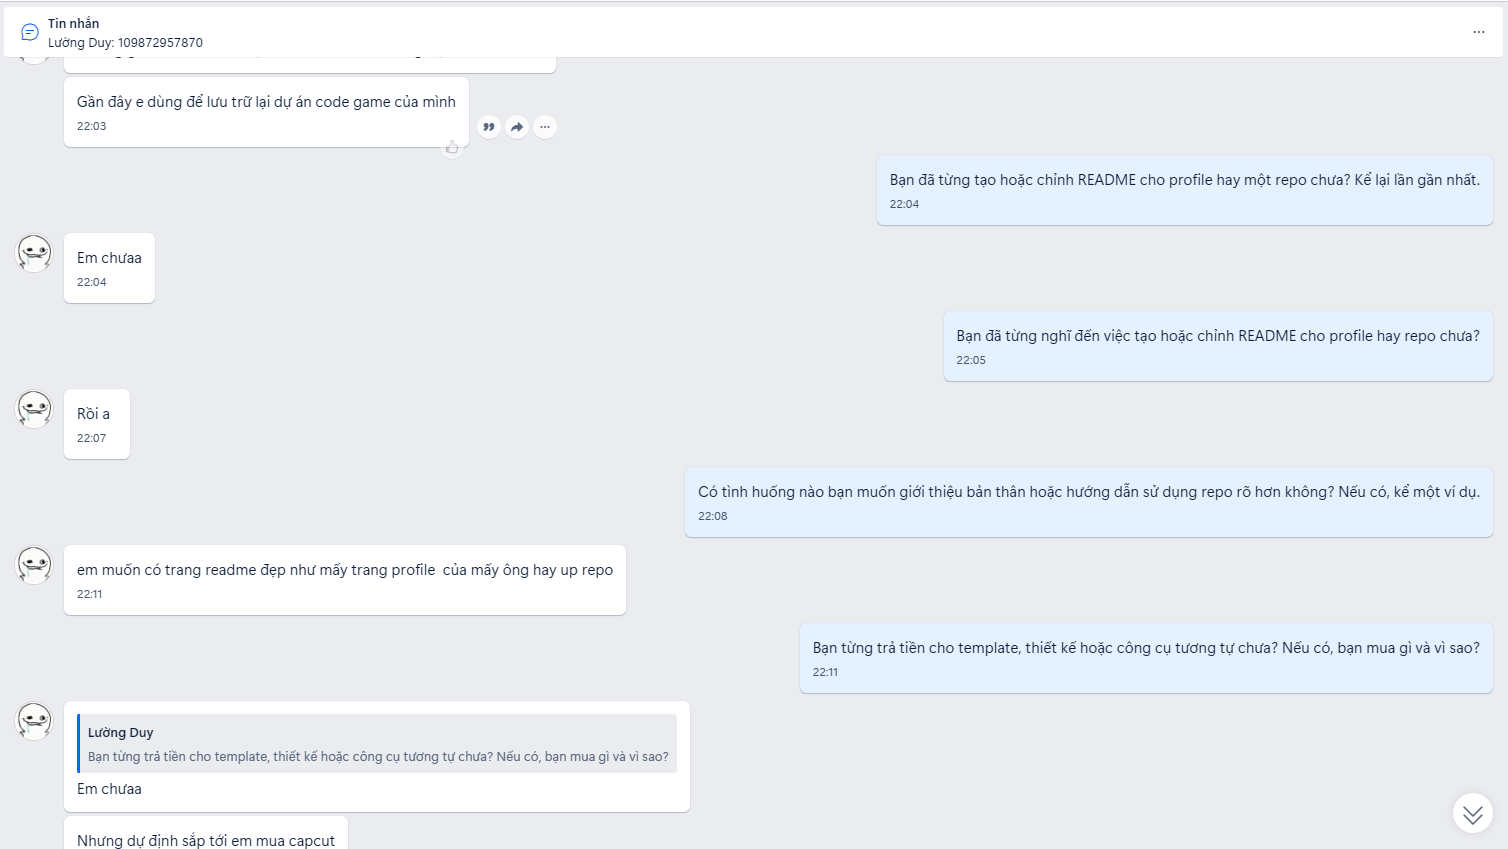 Tin nhắn
Lường Duy: 109872957870
Gần đây e dùng để lưu trữ lại dự án code game của mình
22:03
Bạn đã từng tạo hoặc chỉnh README cho profile hay một repo chưa? Kể lại lần gần nhất.
22:04
Em chưaa
22:04
Bạn đã từng nghĩ đến việc tạo hoặc chỉnh README cho profile hay repo chưa?
22:05
Rồi a
22:07
Có tình huống nào bạn muốn giới thiệu bản thân hoặc hướng dẫn sử dụng repo rõ hơn không? Nếu có, kể một ví dụ.
22:08
em muốn có trang readme đẹp như mấy trang profile  của mấy ông hay up repo
22:11
Bạn từng trả tiền cho template, thiết kế hoặc công cụ tương tự chưa? Nếu có, bạn mua gì và vì sao?
22:11
Lường Duy
Bạn từng trả tiền cho template, thiết kế hoặc công cụ tương tự chưa? Nếu có, bạn mua gì và vì sao?
Em chưaa
Nhưng dự định sắp tới em mua capcut